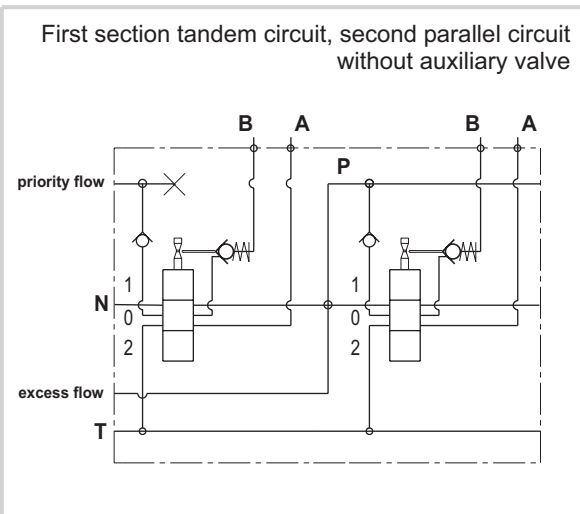 First section tandem circuit, second parallel circuit
without auxiliary valve
B A B A
P
priority flow
1 1
N
0 0
2 2
excess flow
T